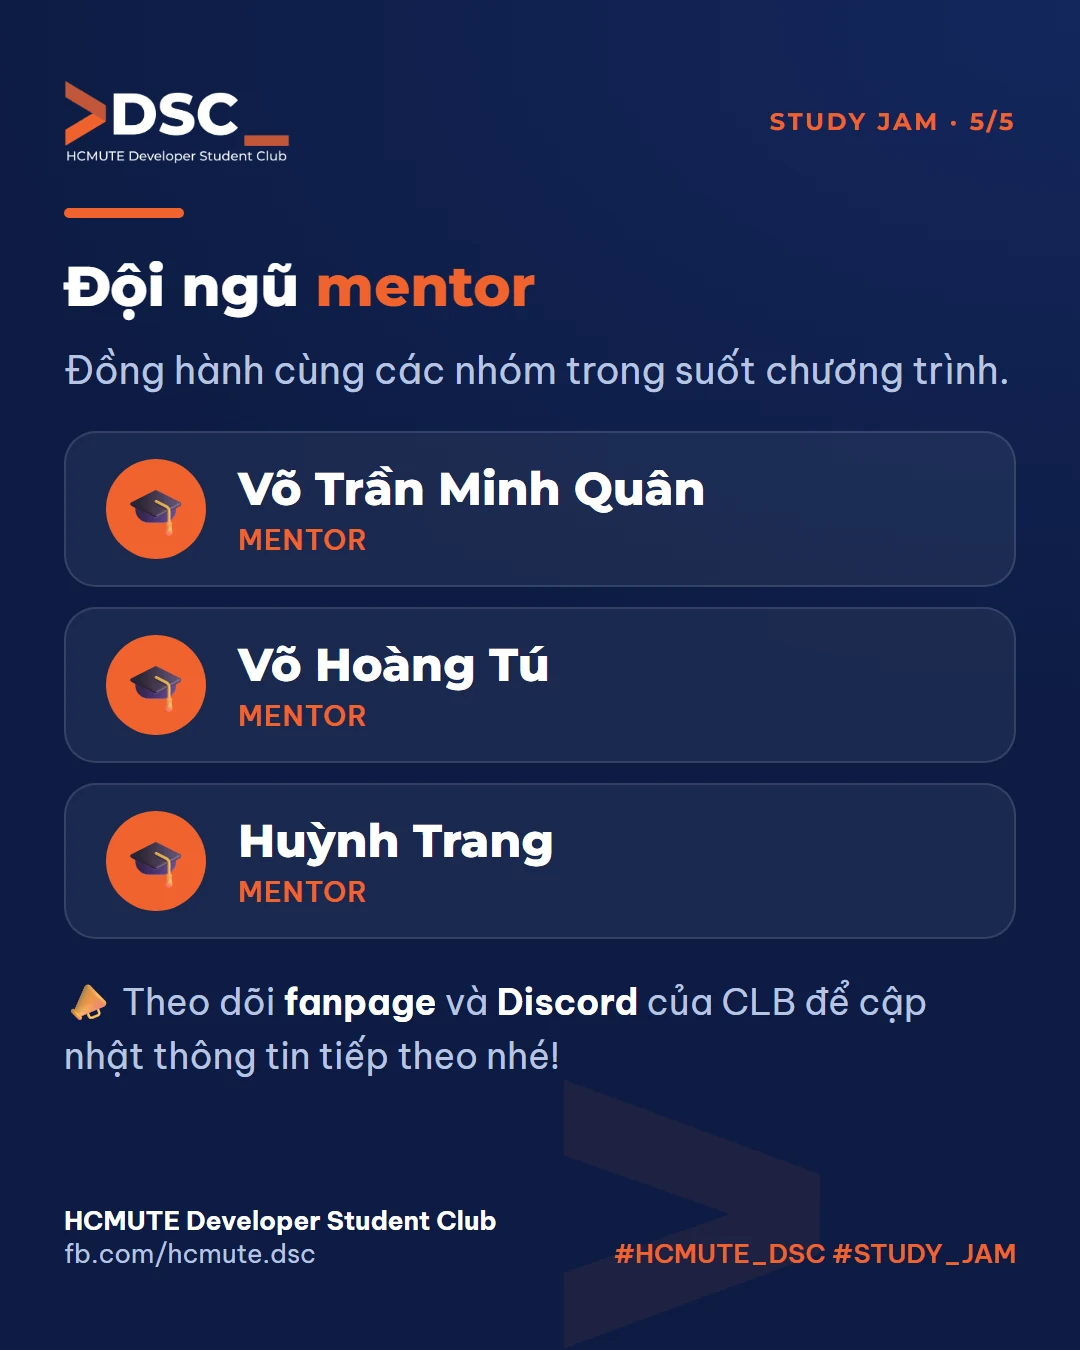 >DSC_
HCMUTE Developer Student Club
STUDY JAM · 5/5
Đội ngũ mentor
Đồng hành cùng các nhóm trong suốt chương trình.
Võ Trần Minh Quân
MENTOR
Võ Hoàng Tú
MENTOR
Huỳnh Trang
MENTOR
📣 Theo dõi fanpage và Discord của CLB để cập
nhật thông tin tiếp theo nhé!
HCMUTE Developer Student Club
fb.com/hcmute.dsc
#HCMUTE_DSC #STUDY_JAM